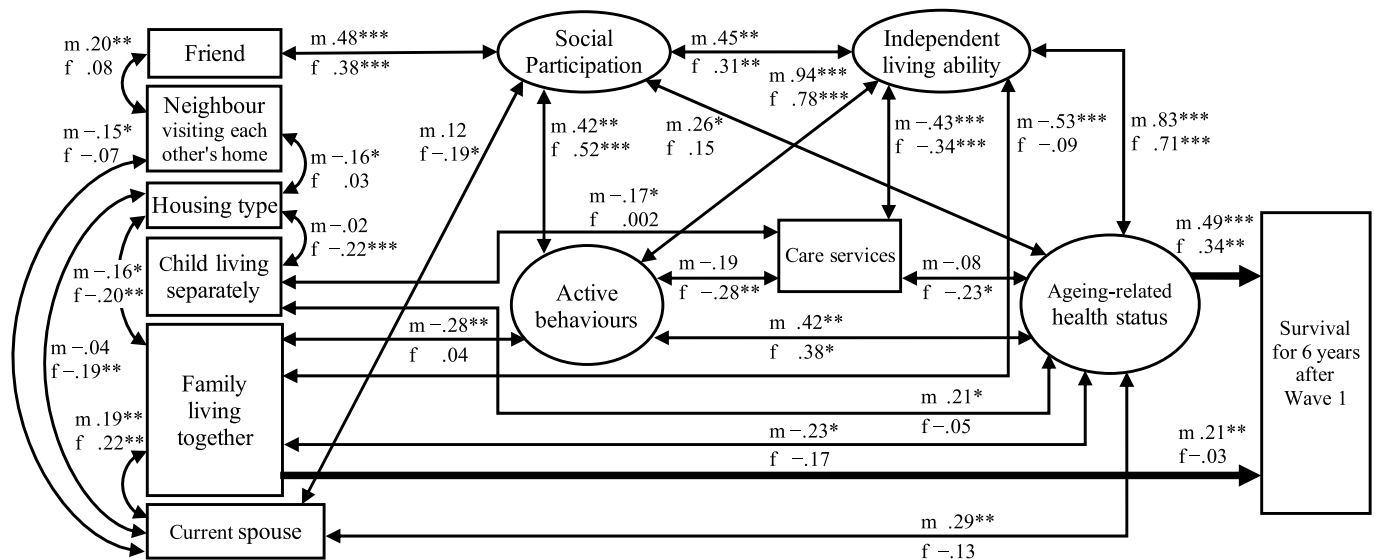 m .20**
f .08
Friend
m .48***
f .38***
Social
Participation
m .45**
f .31**
Independent
living ability
m .94***
f .78***
Neighbour
visiting each
other's home
m −.15*
f −.07
m −.16*
f .03
m .12
f −.19*
m .42**
f .52***
m .26*
f .15
m −.43***
f −.34***
m −.53***
f −.09
m .83***
f .71***
Housing type
m −.02
f −.22***
m −.17*
f .002
Care services
m .49***
f .34**
Child living
separately
m −.16*
f −.20**
Active
behaviours
m −.19
f −.28**
m −.08
f −.23*
Ageing-related
health status
m −.28**
f .04
m .42**
f .38*
Survival
for 6 years
after
Wave 1
m −.04
f −.19**
Family
living
together
m .19**
f .22**
m .21*
f −.05
m −.23*
f −.17
m .21**
f −.03
Current spouse
m .29**
f −.13